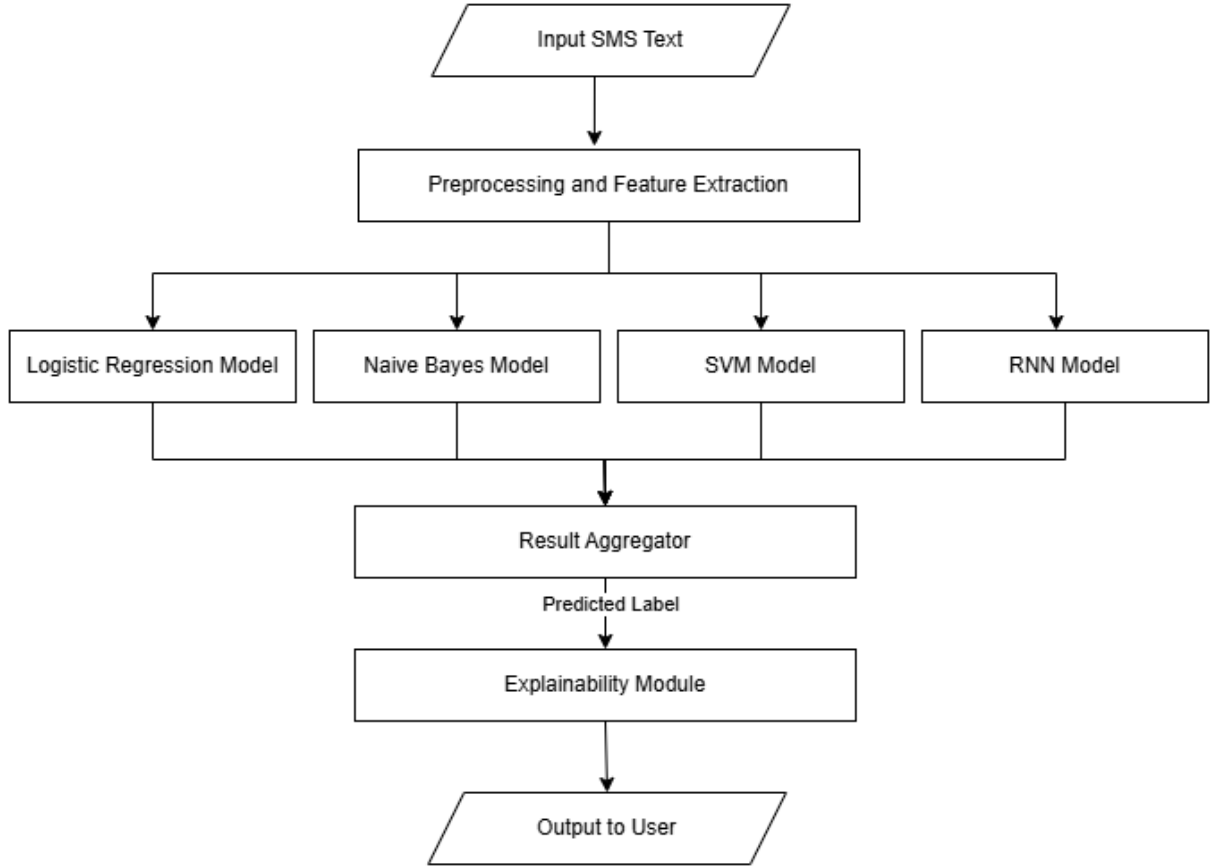 Input SMS Text
Preprocessing and Feature Extraction
Logistic Regression Model
Naive Bayes Model
SVM Model
RNN Model
Result Aggregator
Predicted Label
Explainability Module
Output to User